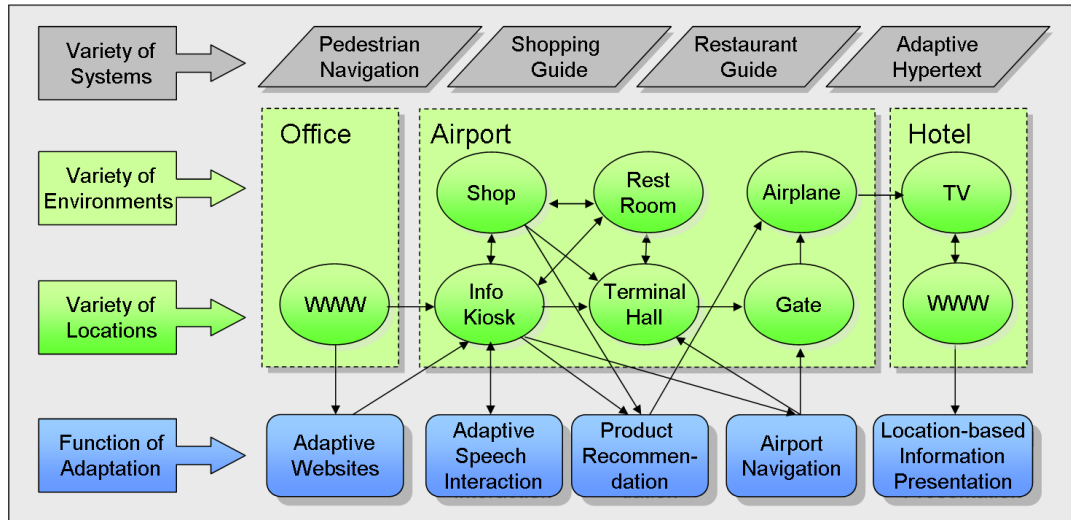 Variety of
Systems
Pedestrian
Navigation
Shopping
Guide
Restaurant
Guide
Adaptive
Hypertext
Office
Airport
Hotel
Variety of
Environments
Shop
Rest
Room
Airplane
TV
Variety of
Locations
WWW
Info
Kiosk
Terminal
Hall
Gate
WWW
Function of
Adaptation
Adaptive
Websites
Adaptive
Speech
Interaction
Product
Recommen-
dation
Airport
Navigation
Location-based
Information
Presentation